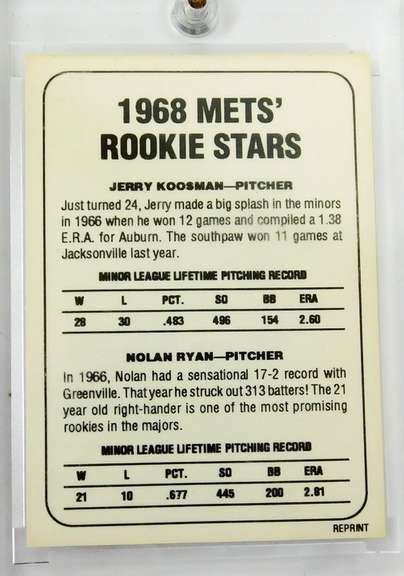 1968 METS'
ROOKIE STARS
JERRY KOOSMAN—PITCHER
Just turned 24, Jerry made a big splash in the minors
in 1966 when he won 12 games and compiled a 1.38
E.R.A. for Auburn. The southpaw won 11 games at
Jacksonville last year.
MINOR LEAGUE LIFETIME PITCHING RECORD
W L PCT. SO BB ERA
28 30 .483 496 154 2.60
NOLAN RYAN—PITCHER
In 1966, Nolan had a sensational 17-2 record with
Greenville. That year he struck out 313 batters! The 21
year old right-hander is one of the most promising
rookies in the majors.
MINOR LEAGUE LIFETIME PITCHING RECORD
W L PCT. SO BB ERA
21 10 .677 445 200 2.81
REPRINT